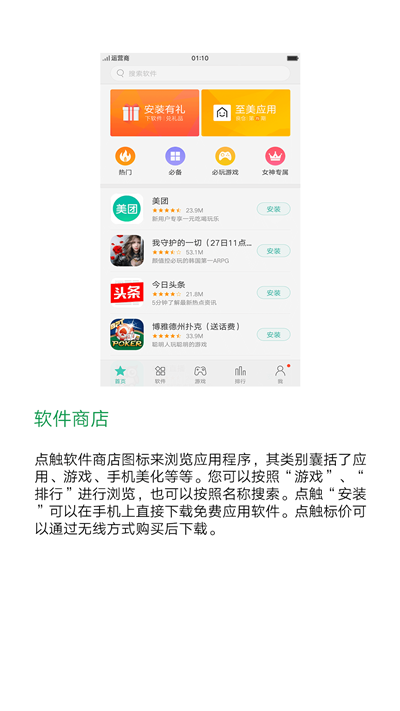 运营商
01:10
搜索软件
安装有礼
下软件·兑礼品
至美应用
热门
必备
必玩游戏
女神专属
美团
美团
23.9M
新用户专享一元吃喝玩乐
安装
我守护的一切（27日11点...
53.1M
颜值控必玩的韩国第一ARPG
安装
头条
今日头条
21.8M
5分钟了解最新热点资讯
安装
POKER
博雅德州扑克（送话费）
33.9M
聪明人玩聪明的游戏
安装
首页
软件
游戏
排行
我
软件商店
点触软件商店图标来浏览应用程序，其类别囊括了应
用、游戏、手机美化等等。您可以按照“游戏”、“
排行”进行浏览，也可以按照名称搜索。点触“安装
”可以在手机上直接下载免费应用软件。点触标价可
以通过无线方式购买后下载。